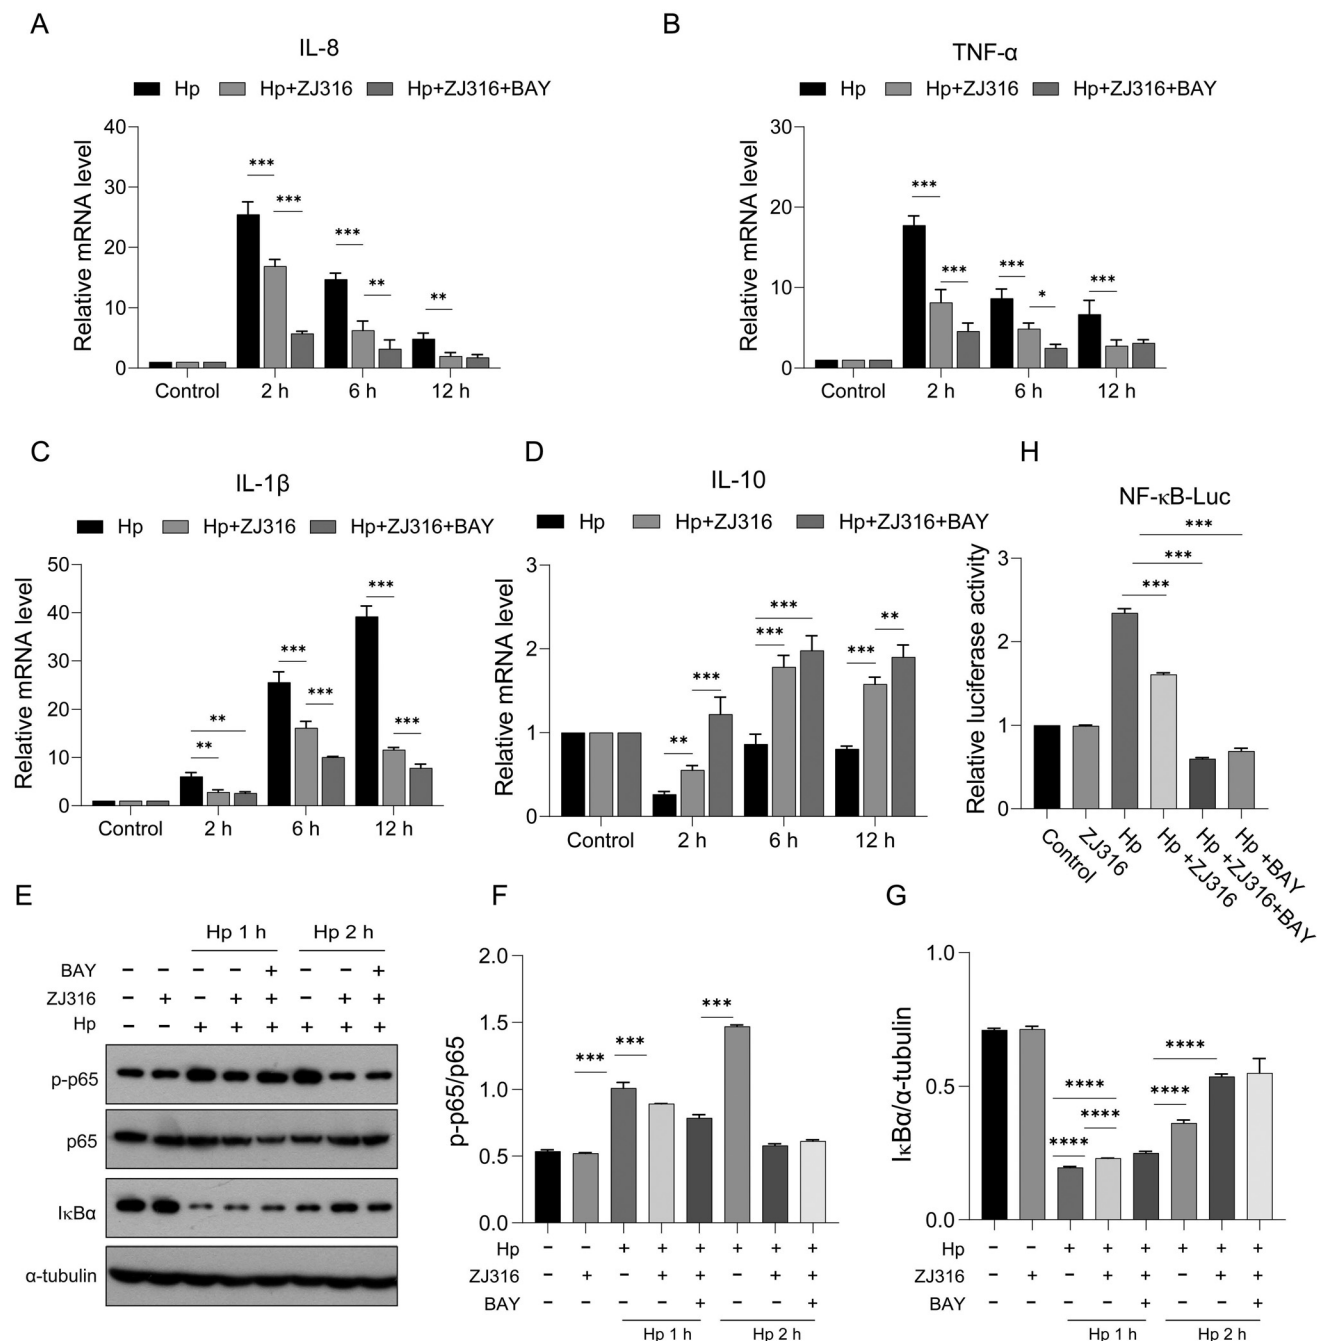 A
IL-8
Hp Hp+ZJ316 Hp+ZJ316+BAY
Relative mRNA level
40
30
20
10
0
*** *** *** ** **
Control 2 h 6 h 12 h
B
TNF-α
Hp Hp+ZJ316 Hp+ZJ316+BAY
Relative mRNA level
30
20
10
0
*** *** *** * ***
Control 2 h 6 h 12 h
C
IL-1β
Hp Hp+ZJ316 Hp+ZJ316+BAY
Relative mRNA level
50
40
30
20
10
0
** ** *** *** *** ***
Control 2 h 6 h 12 h
D
IL-10
Hp Hp+ZJ316 Hp+ZJ316+BAY
Relative mRNA level
3
2
1
0
** *** *** *** *** **
Control 2 h 6 h 12 h
H
NF-κB-Luc
Relative luciferase activity
3
2
1
0
***
***
***
Control
ZJ316
Hp
Hp +ZJ316
Hp +ZJ316+BAY
Hp +BAY
E
Hp 1 h Hp 2 h
BAY − − − − + − − +
ZJ316 − + − + + − + +
Hp − − + + + + + +
p-p65
p65
IκBα
α-tubulin
F
p-p65/p65
2.0
1.5
1.0
0.5
0.0
*** *** ***
Hp − − + + + + + +
ZJ316 − + − + + − + +
BAY − − − − + − − +
Hp 1 h Hp 2 h
G
IκBα/α-tubulin
1.0
0.5
0.0
**** **** **** **** ****
Hp − − + + + + + +
ZJ316 − + − + + − + +
BAY − − − − + − − +
Hp 1 h Hp 2 h